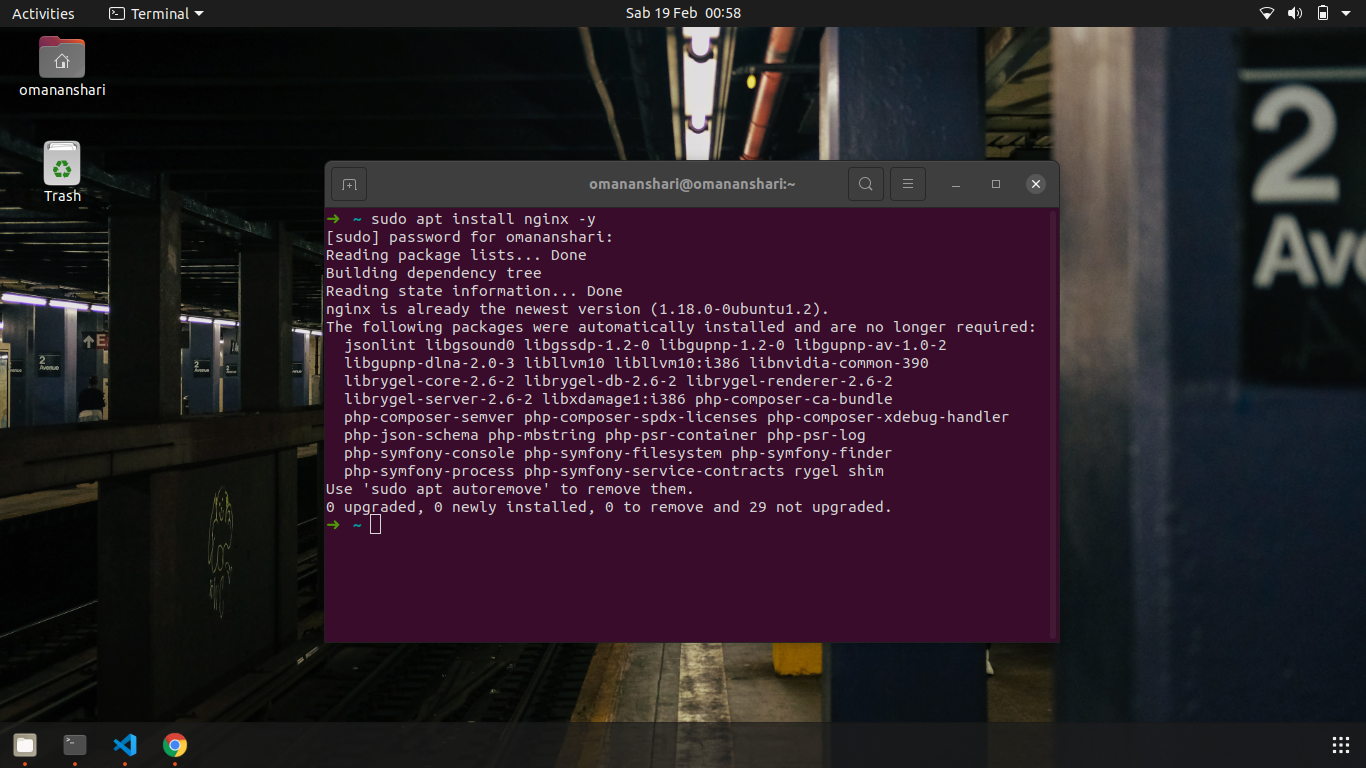 Activities
Terminal
Sab 19 Feb 00:58
omananshari
Trash
omananshari@omananshari:~
➜ ~ sudo apt install nginx -y
[sudo] password for omananshari:
Reading package lists... Done
Building dependency tree
Reading state information... Done
nginx is already the newest version (1.18.0-0ubuntu1.2).
The following packages were automatically installed and are no longer required:
jsonlint libgsound0 libgssdp-1.2-0 libgupnp-1.2-0 libgupnp-av-1.0-2
libgupnp-dlna-2.0-3 libllvm10 libllvm10:i386 libnvidia-common-390
librygel-core-2.6-2 librygel-db-2.6-2 librygel-renderer-2.6-2
librygel-server-2.6-2 libxdamage1:i386 php-composer-ca-bundle
php-composer-semver php-composer-spdx-licenses php-composer-xdebug-handler
php-json-schema php-mbstring php-psr-container php-psr-log
php-symfony-console php-symfony-filesystem php-symfony-finder
php-symfony-process php-symfony-service-contracts rygel shim
Use 'sudo apt autoremove' to remove them.
0 upgraded, 0 newly installed, 0 to remove and 29 not upgraded.
➜ ~
2
Ave
2
Avenue